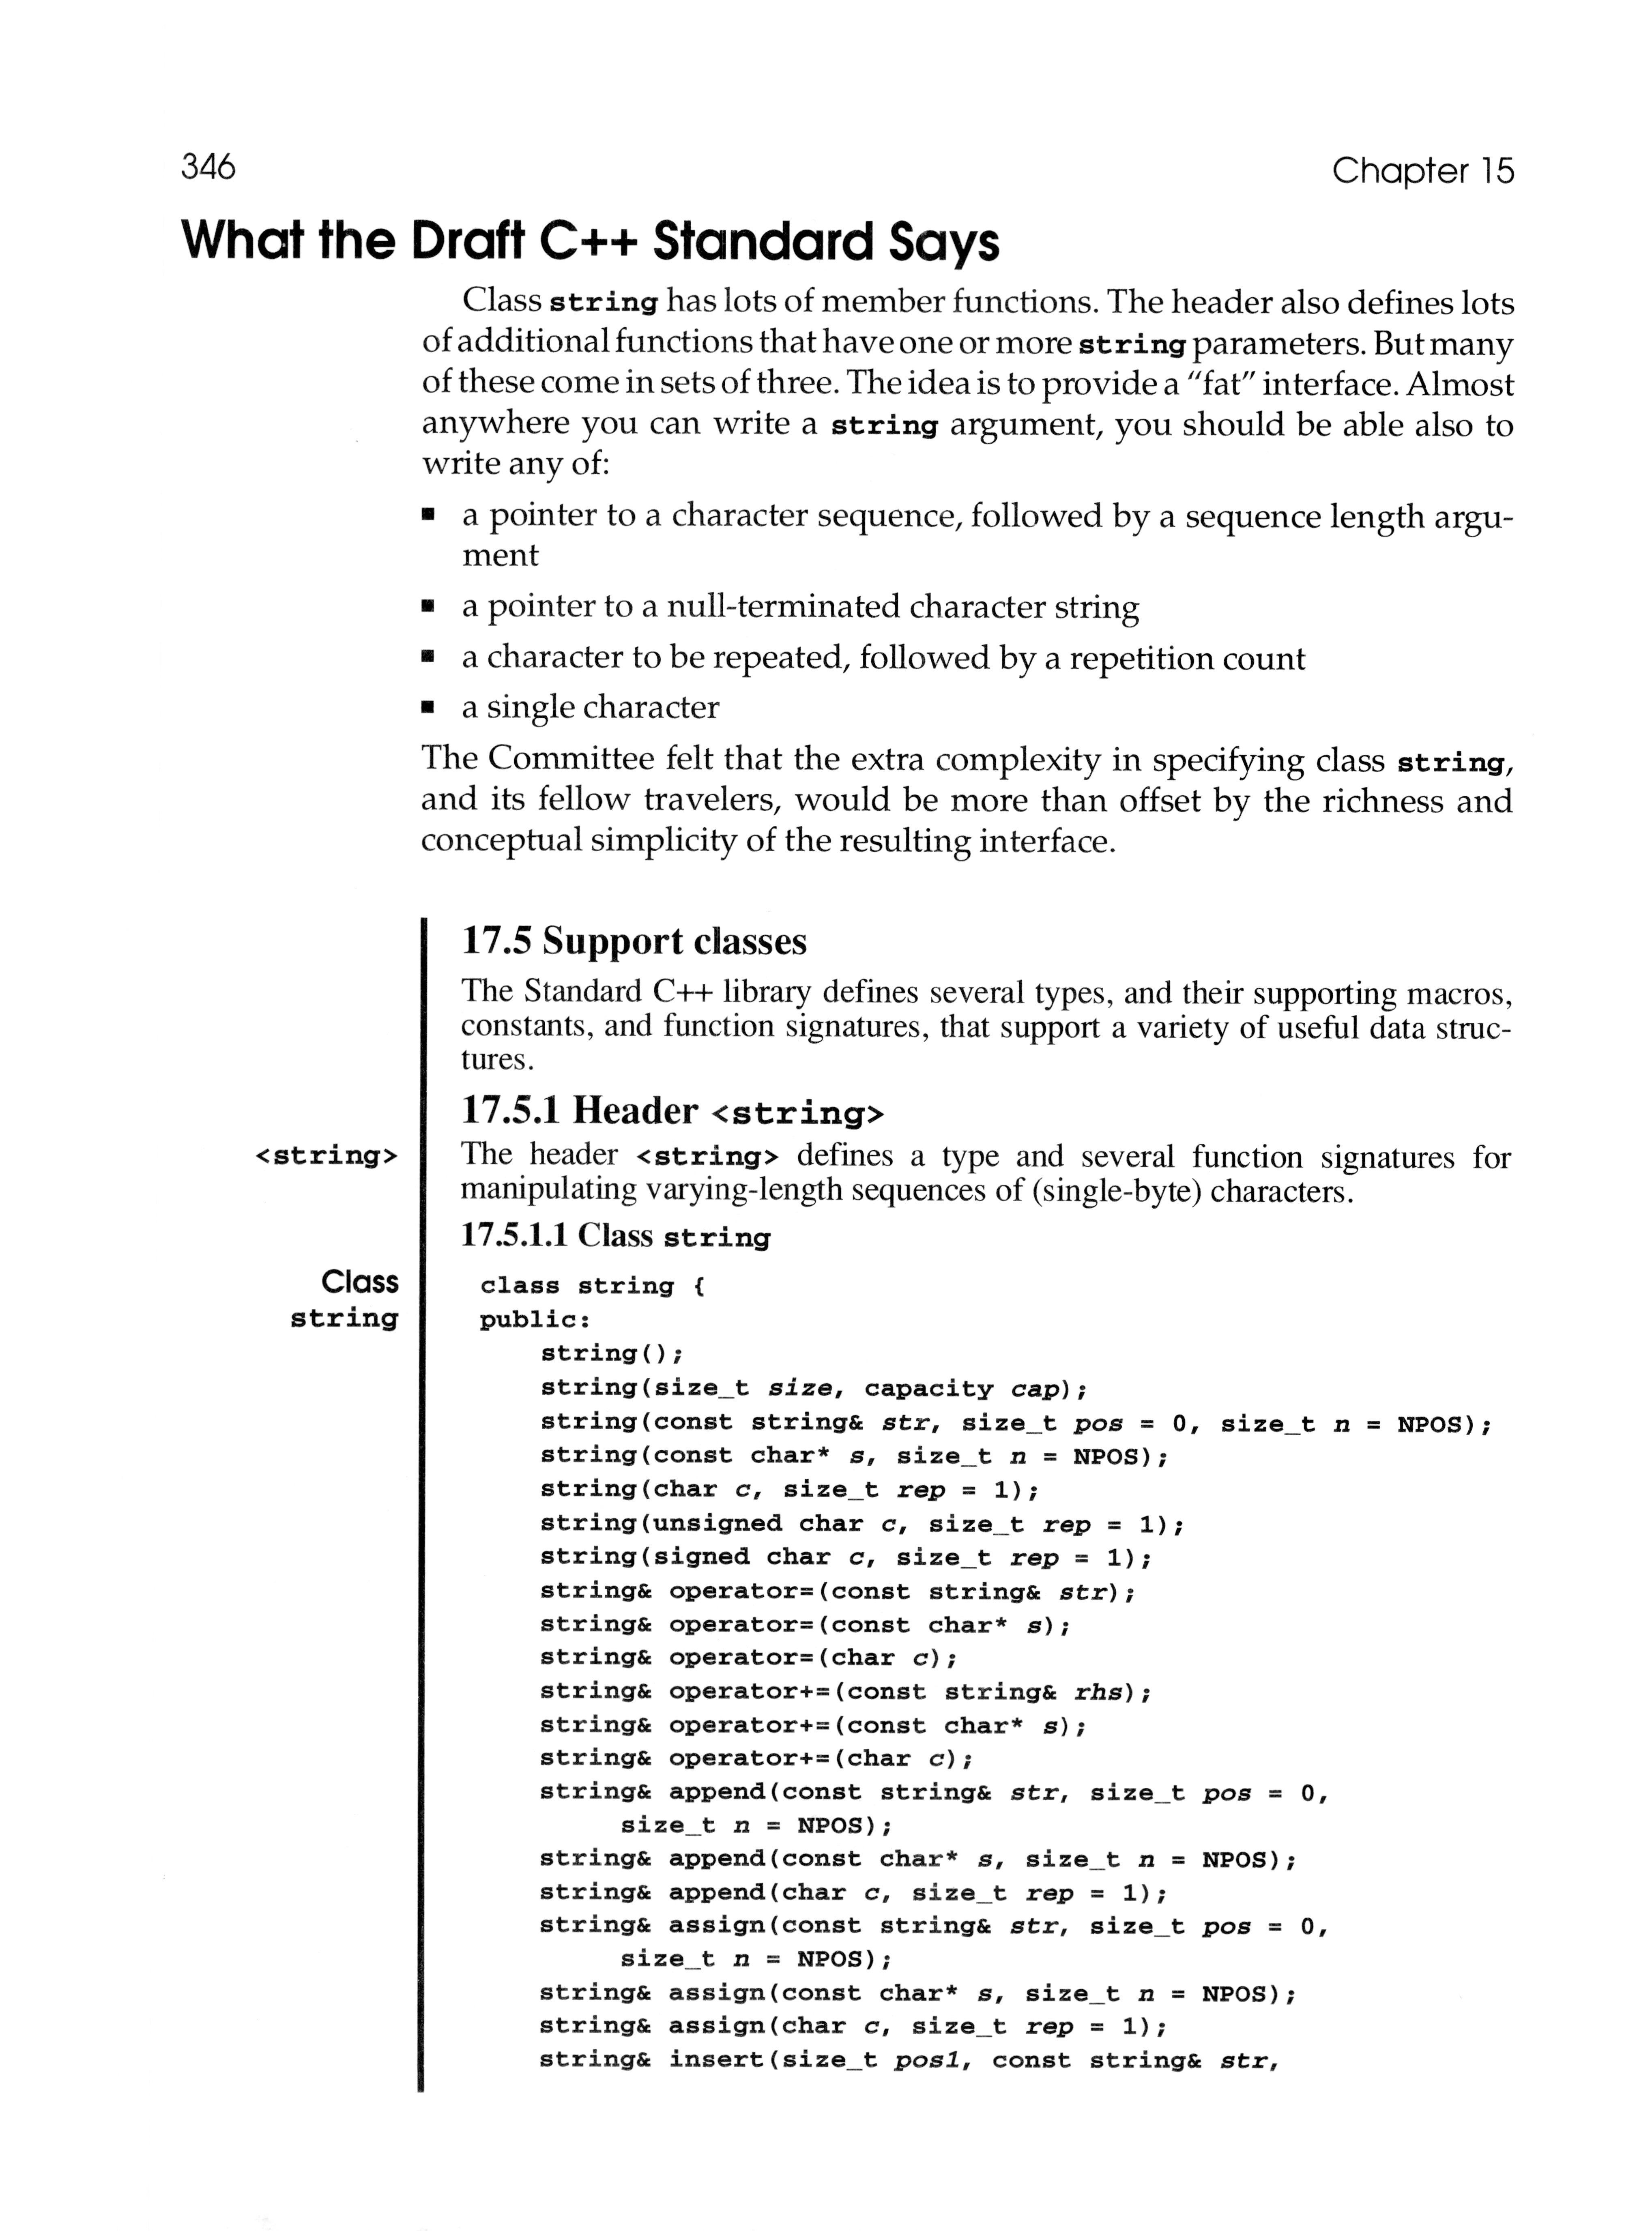 346
Chapter 15
What the Draft C++ Standard Says
Class string has lots of member functions. The header also defines lots
of additional functions that have one or more string parameters. But many
of these come in sets of three. The idea is to provide a "fat" interface. Almost
anywhere you can write a string argument, you should be able also to
write any of:
▪ a pointer to a character sequence, followed by a sequence length argu-
ment
▪ a pointer to a null-terminated character string
▪ a character to be repeated, followed by a repetition count
▪ a single character
The Committee felt that the extra complexity in specifying class string,
and its fellow travelers, would be more than offset by the richness and
conceptual simplicity of the resulting interface.
17.5 Support classes
The Standard C++ library defines several types, and their supporting macros,
constants, and function signatures, that support a variety of useful data struc-
tures.
17.5.1 Header <string>
<string>
The header <string> defines a type and several function signatures for
manipulating varying-length sequences of (single-byte) characters.
17.5.1.1 Class string
Class
string
class string {
public:
string();
string(size_t size, capacity cap);
string(const string& str, size_t pos = 0, size_t n = NPOS);
string(const char* s, size_t n = NPOS);
string(char c, size_t rep = 1);
string(unsigned char c, size_t rep = 1);
string(signed char c, size_t rep = 1);
string& operator=(const string& str);
string& operator=(const char* s);
string& operator=(char c);
string& operator+=(const string& rhs);
string& operator+=(const char* s);
string& operator+=(char c);
string& append(const string& str, size_t pos = 0,
size_t n = NPOS);
string& append(const char* s, size_t n = NPOS);
string& append(char c, size_t rep = 1);
string& assign(const string& str, size_t pos = 0,
size_t n = NPOS);
string& assign(const char* s, size_t n = NPOS);
string& assign(char c, size_t rep = 1);
string& insert(size_t pos1, const string& str,